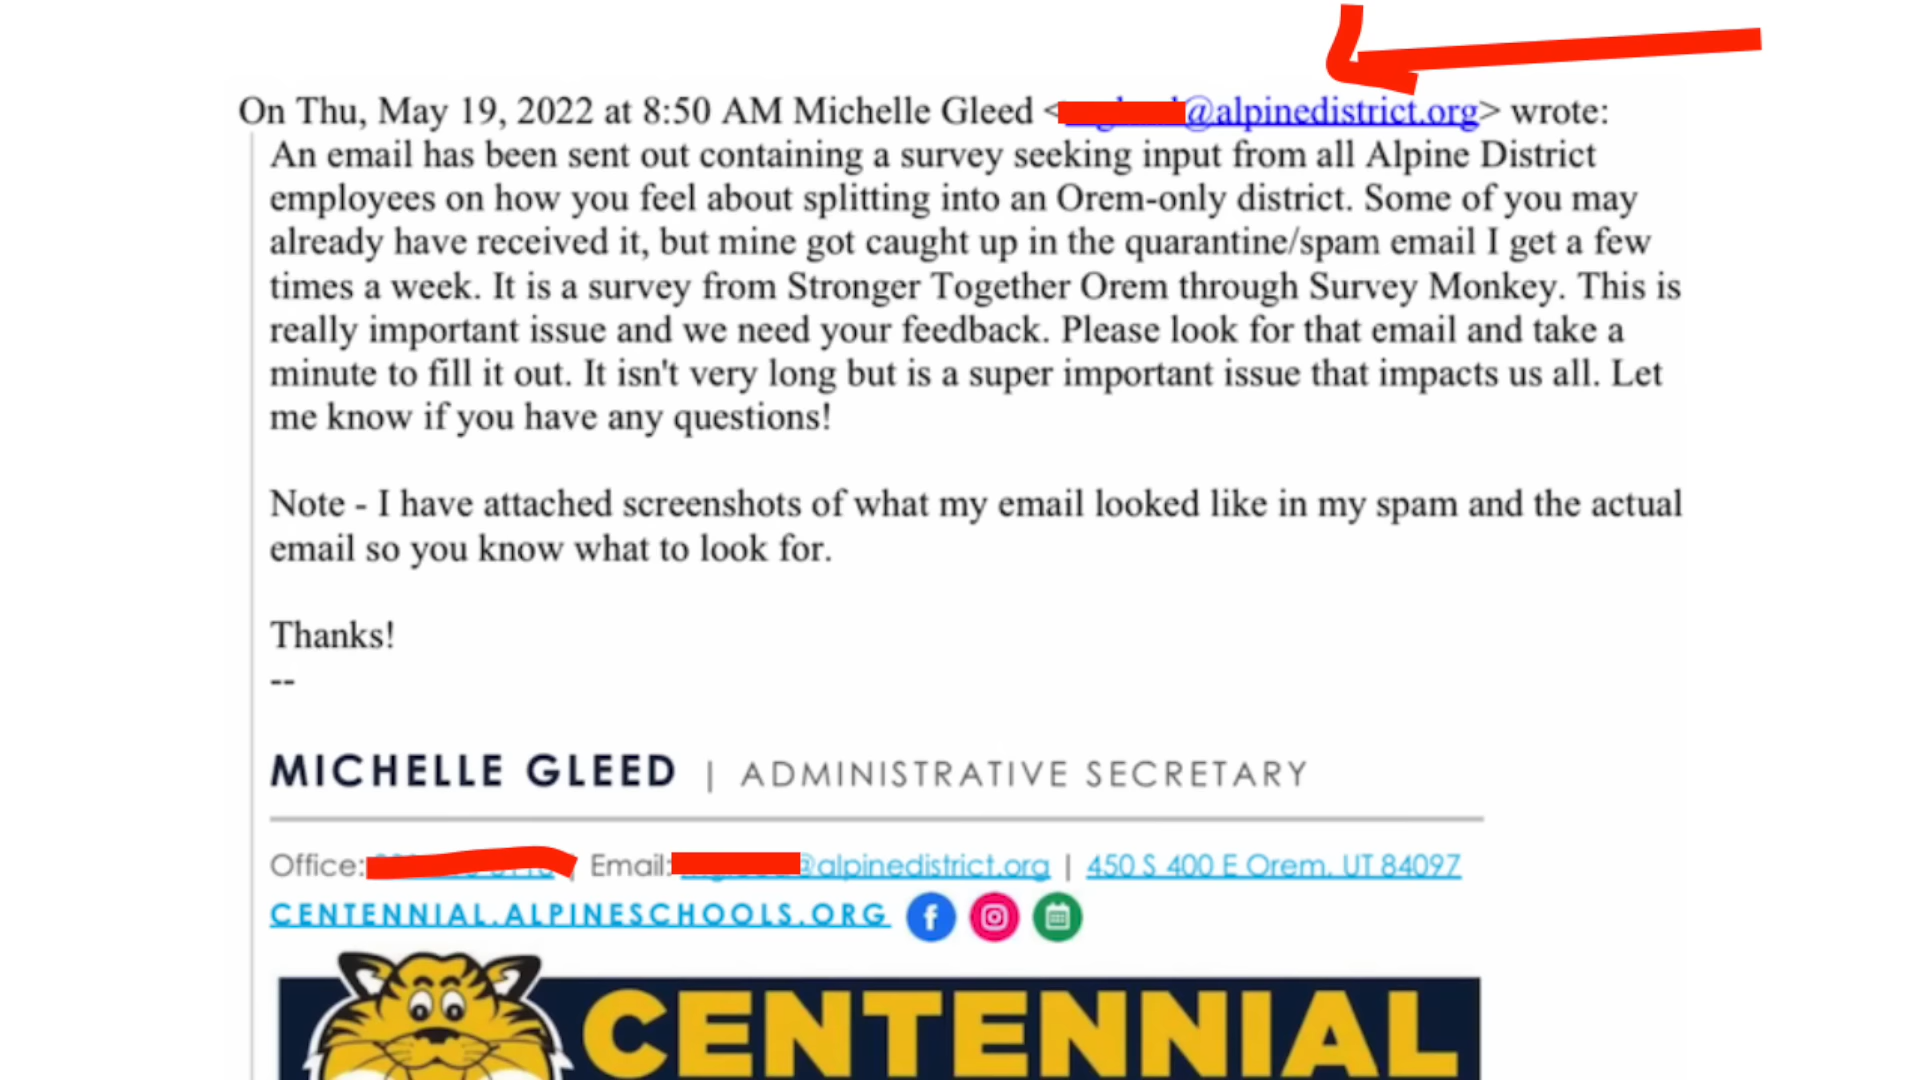 On Thu, May 19, 2022 at 8:50 AM Michelle Gleed < @alpinedistrict.org> wrote:
An email has been sent out containing a survey seeking input from all Alpine District
employees on how you feel about splitting into an Orem-only district. Some of you may
already have received it, but mine got caught up in the quarantine/spam email I get a few
times a week. It is a survey from Stronger Together Orem through Survey Monkey. This is
really important issue and we need your feedback. Please look for that email and take a
minute to fill it out. It isn't very long but is a super important issue that impacts us all. Let
me know if you have any questions!
Note - I have attached screenshots of what my email looked like in my spam and the actual
email so you know what to look for.
Thanks!
--
MICHELLE GLEED | ADMINISTRATIVE SECRETARY
Office: | Email: @alpinedistrict.org | 450 S 400 E Orem, UT 84097
CENTENNIAL.ALPINESCHOOLS.ORG
CENTENNIAL